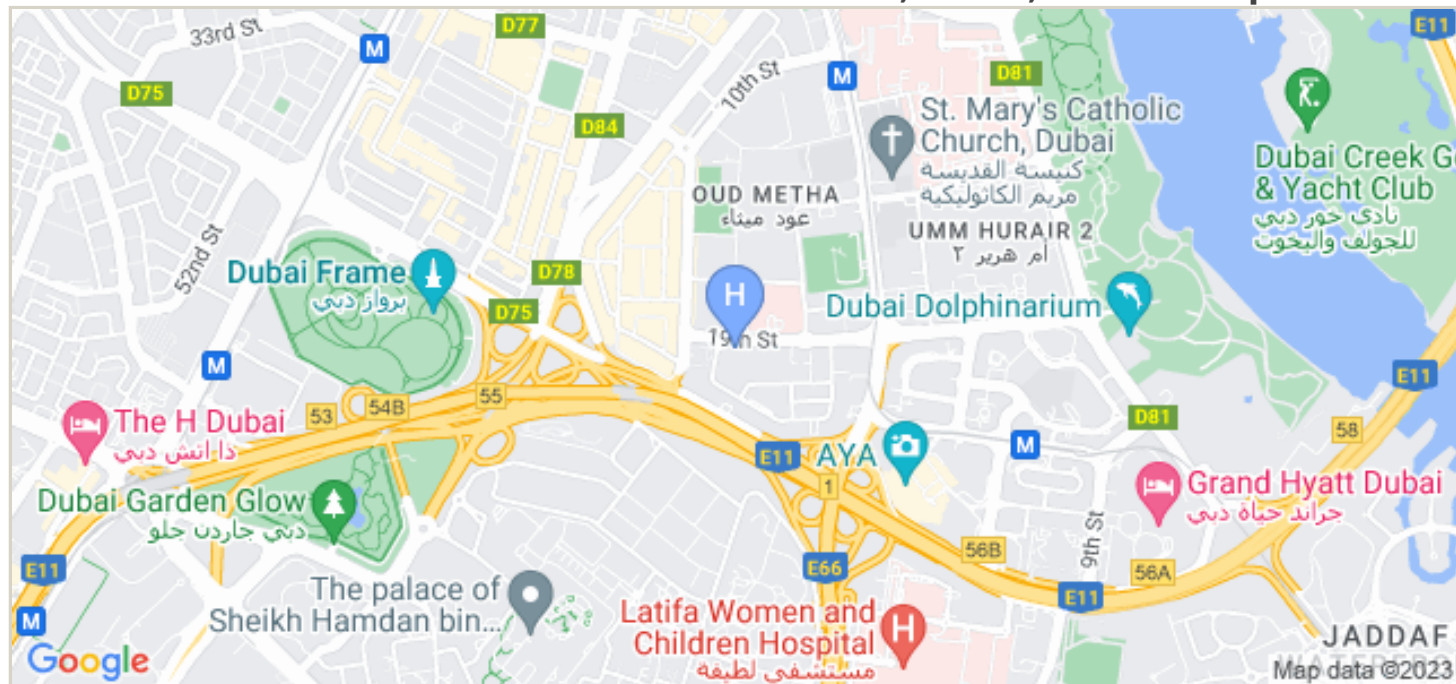 D77
33rd St
M
E11
D75
10th St
M
D81
D84
St. Mary's Catholic
Church, Dubai
كنيسة القديسة
مريم الكاثوليكية
Dubai Creek G
& Yacht Club
نادي خور دبي
للجولف واليخوت
OUD METHA
عود ميثاء
UMM HURAIR 2
أم هرير ٢
52nd St
Dubai Frame
برواز دبي
D78
D75
H
19th St
Dubai Dolphinarium
M
E11
53
54B
55
D81
58
The H Dubai
ذا اتش دبي
M
E11
AYA
1
Grand Hyatt Dubai
جراند حياة دبي
Dubai Garden Glow
دبي جاردن جلو
9th St
56B
E11
E66
56A
The palace of
Sheikh Hamdan bin...
E11
M
Latifa Women and
Children Hospital
مستشفى لطيفة
H
JADDAF
Google
Map data ©2023